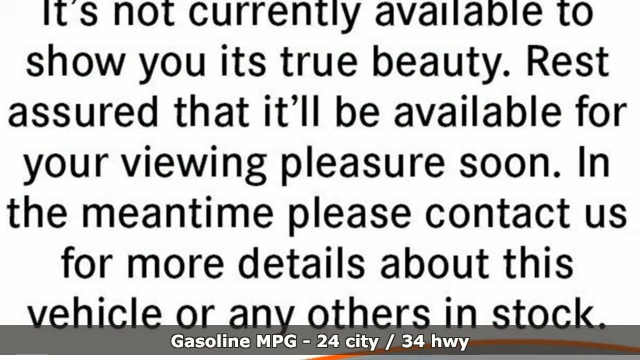 It's not currently available to
show you its true beauty. Rest
assured that it'll be available for
your viewing pleasure soon. In
the meantime please contact us
for more details about this
vehicle or any others in stock.
Gasoline MPG - 24 city / 34 hwy